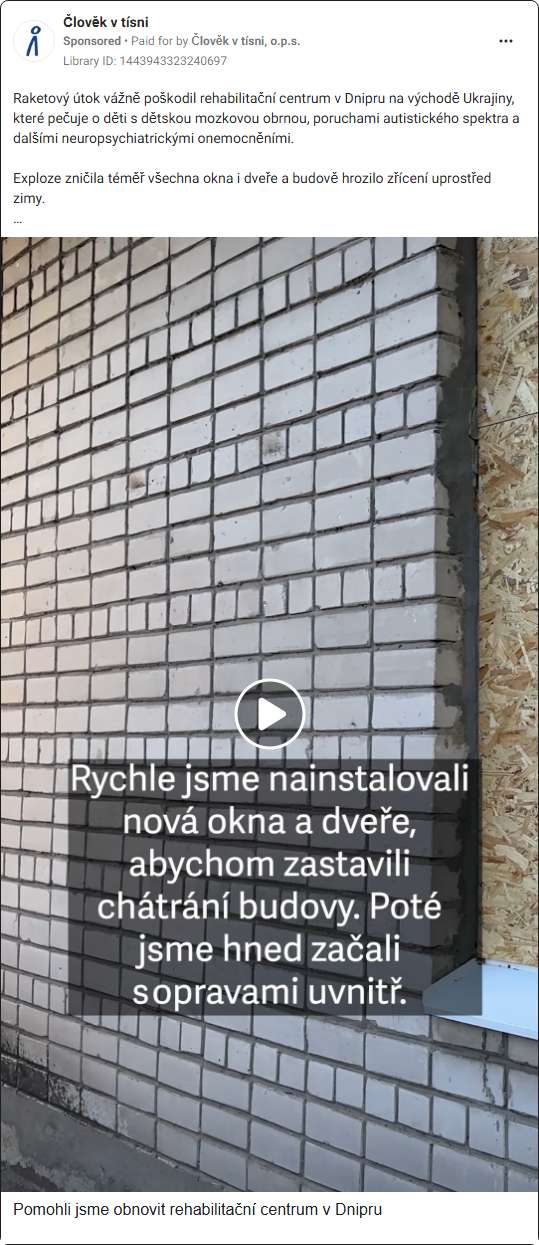 Člověk v tísni
Sponsored • Paid for by Člověk v tísni, o.p.s.
Library ID: 1443943323240697
Raketový útok vážně poškodil rehabilitační centrum v Dnipru na východě Ukrajiny,
které pečuje o děti s dětskou mozkovou obrnou, poruchami autistického spektra a
dalšími neuropsychiatrickými onemocněními.
Exploze zničila téměř všechna okna i dveře a budově hrozilo zřícení uprostřed
zimy.
...
Rychle jsme nainstalovali
nová okna a dveře,
abychom zastavili
chátrání budovy. Poté
jsme hned začali
s opravami uvnitř.
Pomohli jsme obnovit rehabilitační centrum v Dnipru